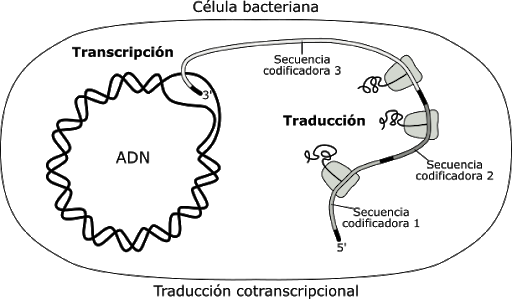 Célula bacteriana
Transcripción
Secuencia
codificadora 3
3'
Traducción
ADN
Secuencia
codificadora 2
Secuencia
codificadora 1
5'
Traducción cotranscripcional